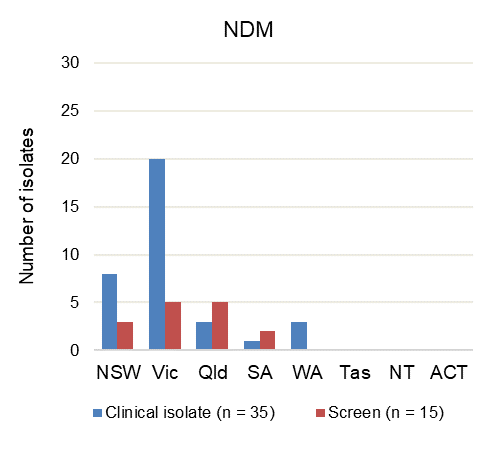 NDM
30
25
20
15
10
5
0
Number of isolates
NSW Vic Qld SA WA Tas NT ACT
Clinical isolate (n = 35) Screen (n = 15)